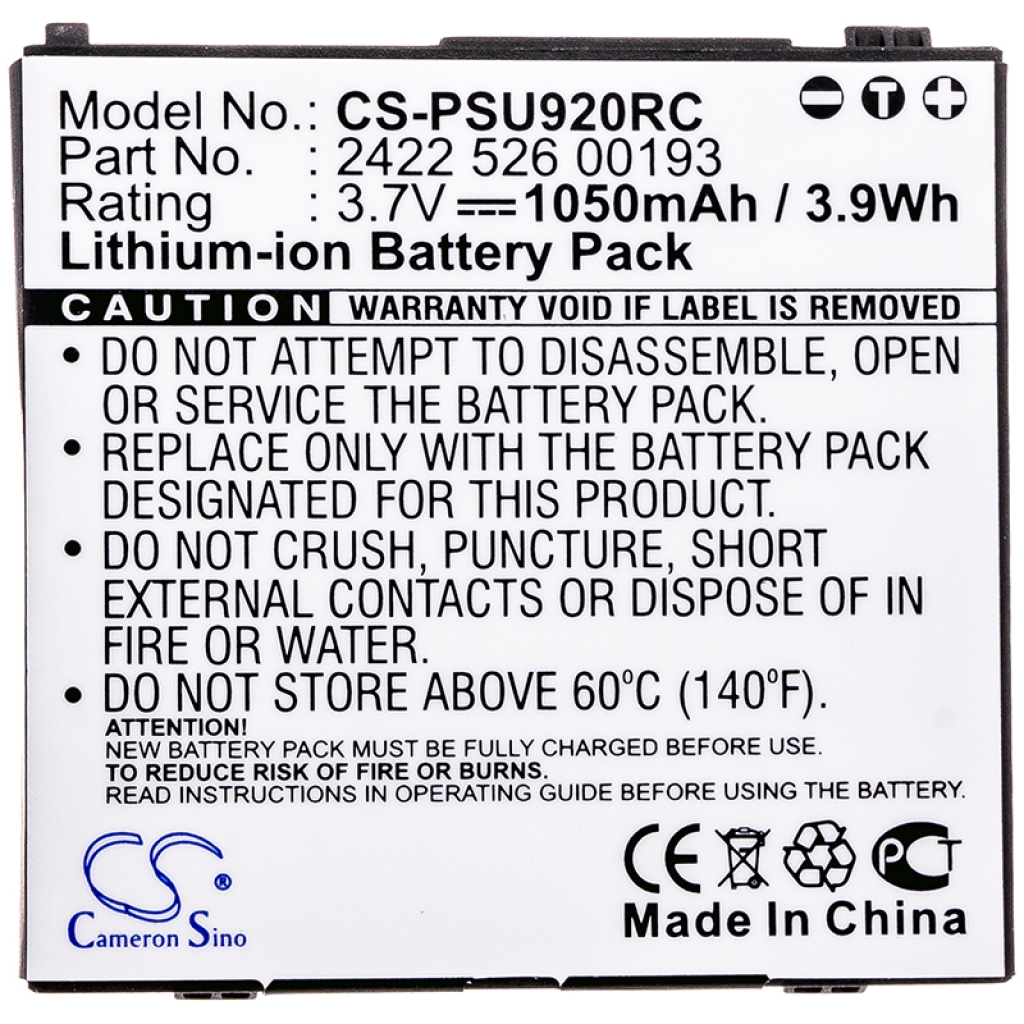 Model No.: CS-PSU920RC
Part No. : 2422 526 00193
Rating : 3.7V 1050mAh / 3.9Wh
Lithium-ion Battery Pack
CAUTION WARRANTY VOID IF LABEL IS REMOVED
• DO NOT ATTEMPT TO DISASSEMBLE, OPEN
OR SERVICE THE BATTERY PACK.
• REPLACE ONLY WITH THE BATTERY PACK
DESIGNATED FOR THIS PRODUCT.
• DO NOT CRUSH, PUNCTURE, SHORT
EXTERNAL CONTACTS OR DISPOSE OF IN
FIRE OR WATER.
• DO NOT STORE ABOVE 60°C (140°F).
ATTENTION!
NEW BATTERY PACK MUST BE FULLY CHARGED BEFORE USE.
TO REDUCE RISK OF FIRE OR BURNS.
READ INSTRUCTIONS IN OPERATING GUIDE BEFORE USING THE BATTERY.
CS®
Cameron Sino
CE PCT
Made In China
− T +